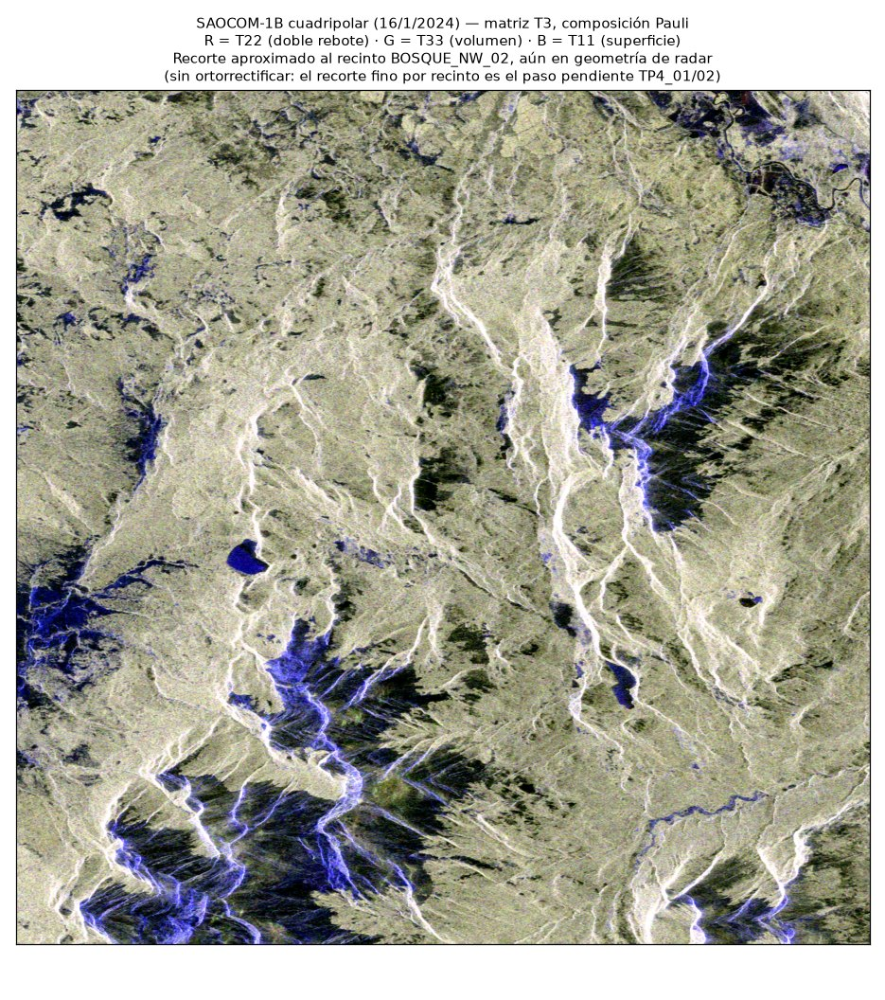 SAOCOM-1B cuadripolar (16/1/2024) — matriz T3, composición Pauli
R = T22 (doble rebote) · G = T33 (volumen) · B = T11 (superficie)
Recorte aproximado al recinto BOSQUE_NW_02, aún en geometría de radar
(sin ortorrectificar: el recorte fino por recinto es el paso pendiente TP4_01/02)